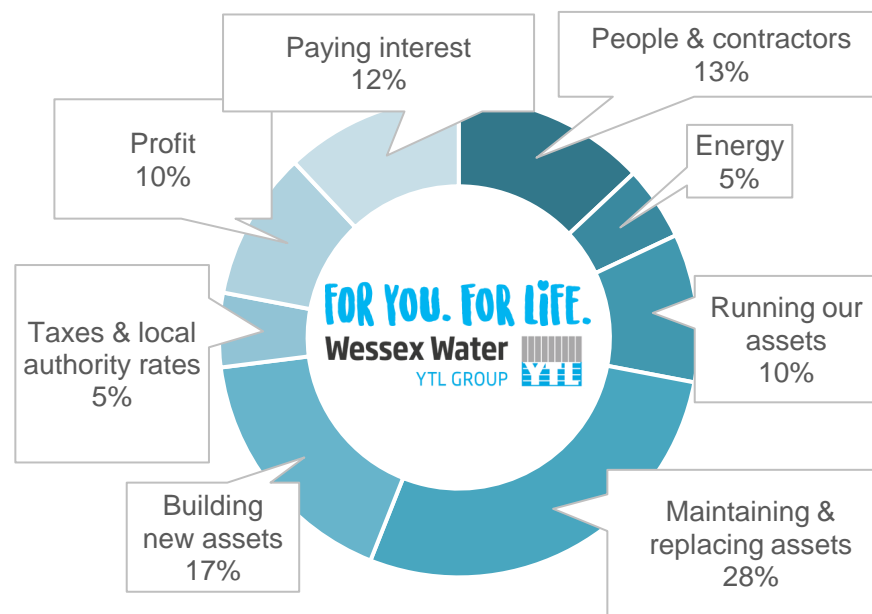 Paying interest
12%
People & contractors
13%
Profit
10%
Energy
5%
FOR YOU. FOR LiFE.
Wessex Water
YTL GROUP
YTL
Taxes & local
authority rates
5%
Running our
assets
10%
Building
new assets
17%
Maintaining &
replacing assets
28%